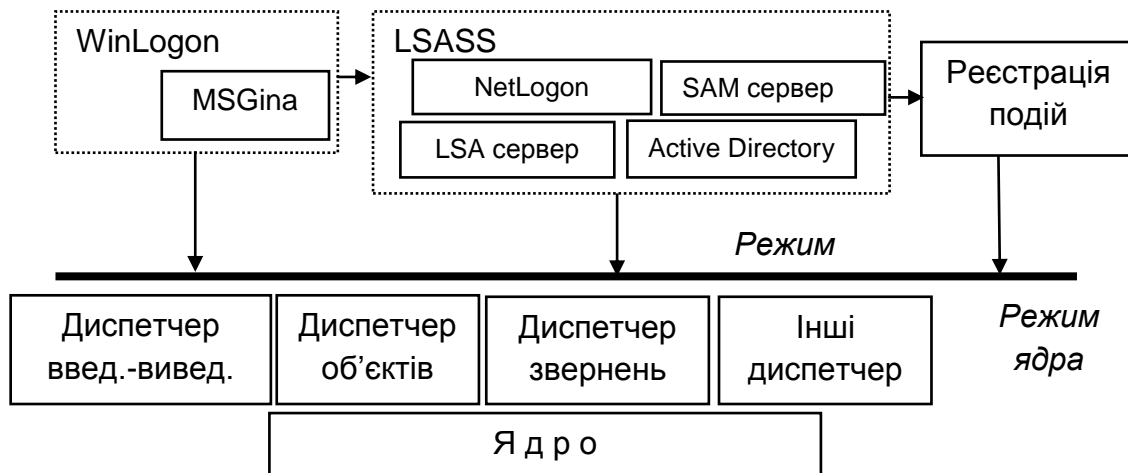 WinLogon
MSGina
LSASS
NetLogon
SAM сервер
LSA сервер
Active Directory
Реєстрація
подій
Режим
Диспетчер
введ.-вивед.
Диспетчер
об’єктів
Диспетчер
звернень
Інші
диспетчер
Режим
ядра
Я д р о